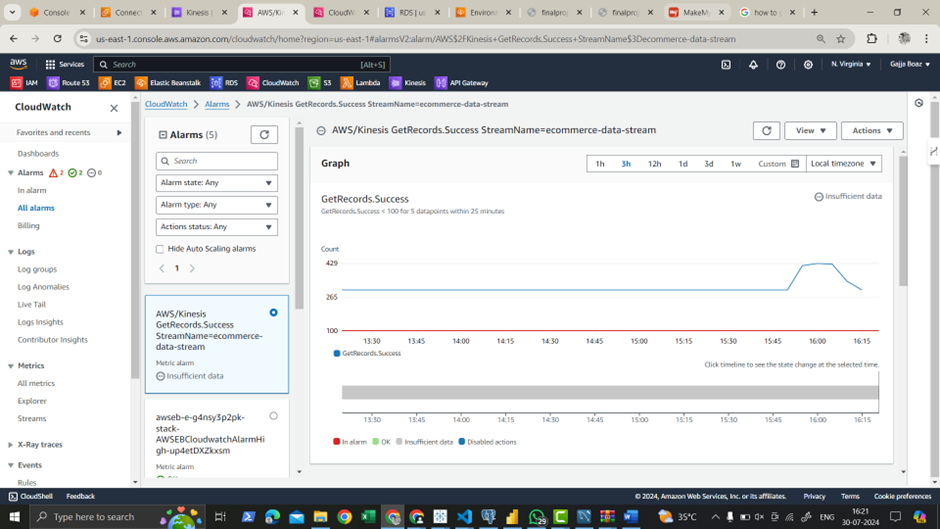 Console
Connect
Kinesis |
AWS/Kin
CloudW
RDS | us
Environ
finalproj
finalproj
MakeMy
how to g
us-east-1.console.aws.amazon.com/cloudwatch/home?region=us-east-1#alarmsV2:alarm/AWS$2FKinesis+GetRecords.Success+StreamName$3Decommerce-data-stream
aws
Services
Search
[Alt+S]
N. Virginia
Gajja Boaz
IAM
Route 53
EC2
Elastic Beanstalk
RDS
CloudWatch
S3
Lambda
Kinesis
API Gateway
CloudWatch
Favorites and recents
Dashboards
Alarms 2 2 0
In alarm
All alarms
Billing
Logs
Log groups
Log Anomalies
Live Tail
Logs Insights
Contributor Insights
Metrics
All metrics
Explorer
Streams
X-Ray traces
Events
Rules
CloudWatch > Alarms > AWS/Kinesis GetRecords.Success StreamName=ecommerce-data-stream
Alarms (5)
Search
Alarm state: Any
Alarm type: Any
Actions status: Any
Hide Auto Scaling alarms
1
AWS/Kinesis
GetRecords.Success
StreamName=ecommerce-
data-stream
Metric alarm
Insufficient data
awseb-e-g4nsy3p2pk-
stack-
AWSEBCloudwatchAlarmHi
gh-up4etDXZkxsm
Metric alarm
AWS/Kinesis GetRecords.Success StreamName=ecommerce-data-stream
View
Actions
Graph
1h
3h
12h
1d
3d
1w
Custom
Local timezone
GetRecords.Success
Insufficient data
GetRecords.Success < 100 for 5 datapoints within 25 minutes
Count
429
265
100
13:30 13:45 14:00 14:15 14:30 14:45 15:00 15:15 15:30 15:45 16:00 16:15
GetRecords.Success
Click timeline to see the state change at the selected time.
13:30 13:45 14:00 14:15 14:30 14:45 15:00 15:15 15:30 15:45 16:00 16:15
In alarm OK Insufficient data Disabled actions
CloudShell
Feedback
© 2024, Amazon Web Services, Inc. or its affiliates.
Privacy
Terms
Cookie preferences
Type here to search
29
35°C
ENG
16:21
30-07-2024